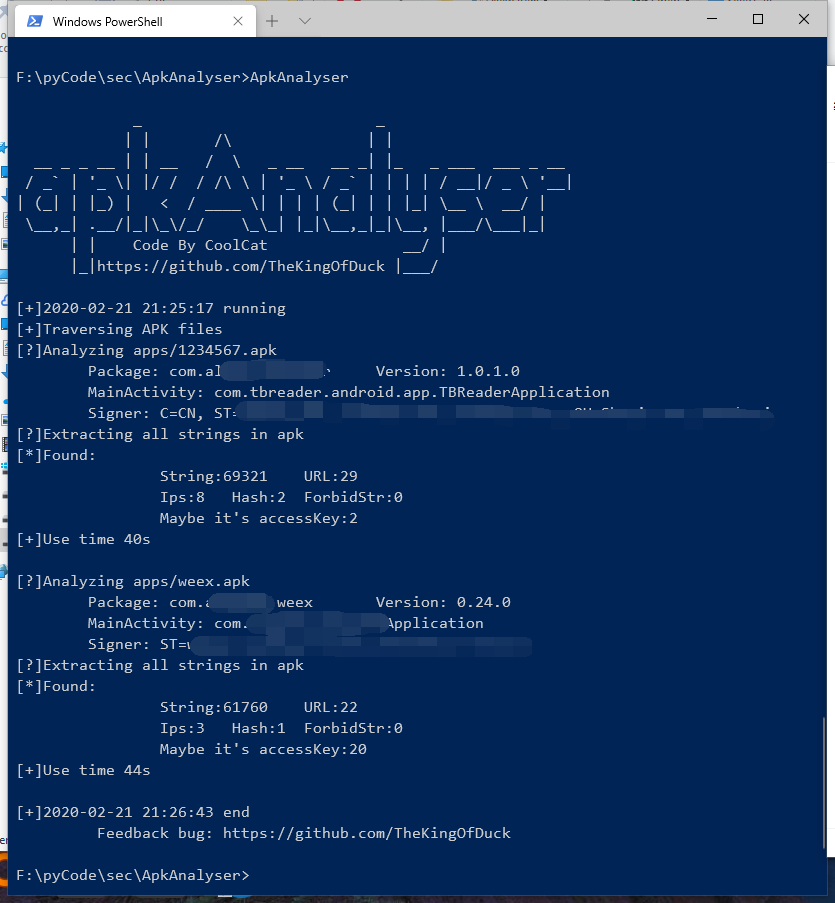 Windows PowerShell
F:\pyCode\sec\ApkAnalyser>ApkAnalyser
apkAnalyser
Code By CoolCat
https://github.com/TheKingOfDuck
[+]2020-02-21 21:25:17 running
[+]Traversing APK files
[?]Analyzing apps/1234567.apk
Package: com.al Version: 1.0.1.0
MainActivity: com.tbreader.android.app.TBReaderApplication
Signer: C=CN, ST=
[?]Extracting all strings in apk
[*]Found:
String:69321 URL:29
Ips:8 Hash:2 ForbidStr:0
Maybe it's accessKey:2
[+]Use time 40s
[?]Analyzing apps/weex.apk
Package: com. weex Version: 0.24.0
MainActivity: com. Application
Signer: ST=
[?]Extracting all strings in apk
[*]Found:
String:61760 URL:22
Ips:3 Hash:1 ForbidStr:0
Maybe it's accessKey:20
[+]Use time 44s
[+]2020-02-21 21:26:43 end
Feedback bug: https://github.com/TheKingOfDuck
F:\pyCode\sec\ApkAnalyser>